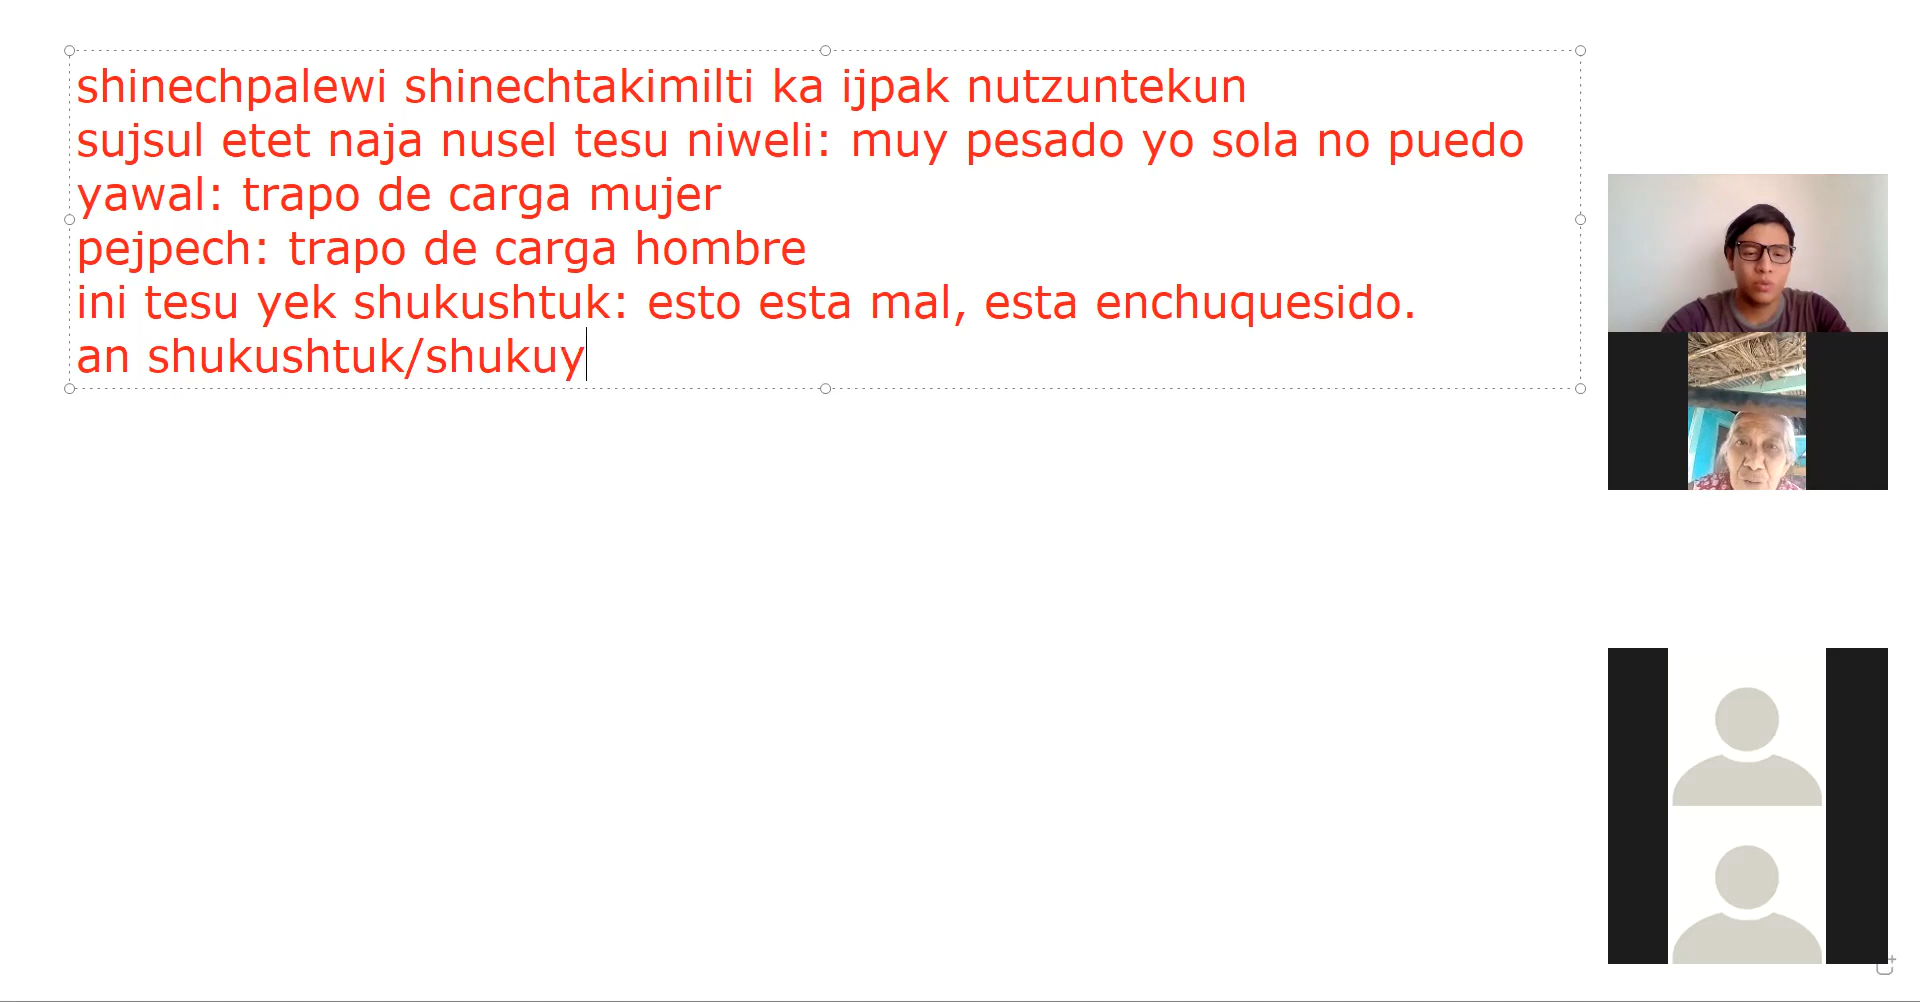 shinechpalewi shinechtakimilti ka ijpak nutzuntekun
sujsul etet naja nusel tesu niweli: muy pesado yo sola no puedo
yawal: trapo de carga mujer
pejpech: trapo de carga hombre
ini tesu yek shukushtuk: esto esta mal, esta enchuquesido.
an shukushtuk/shukuy